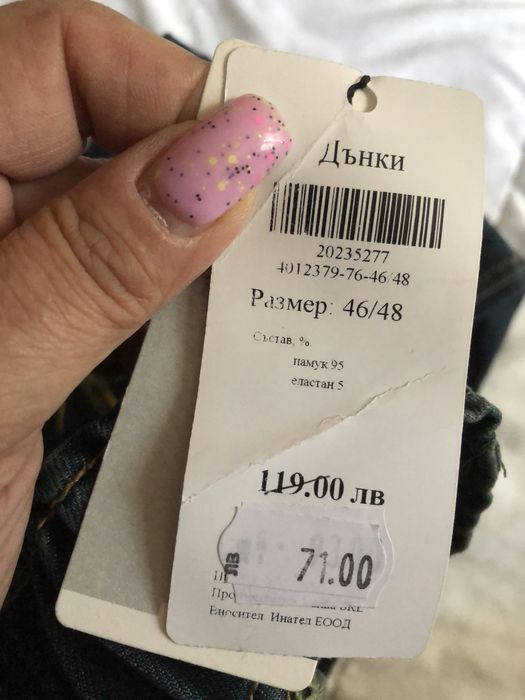 Дънки
20235277
4012379-76-46/48
Размер: 46/48
Състав, %
памук 95
еластан 5
119.00 лв
лв 71.00
Вносител Инател ЕООД